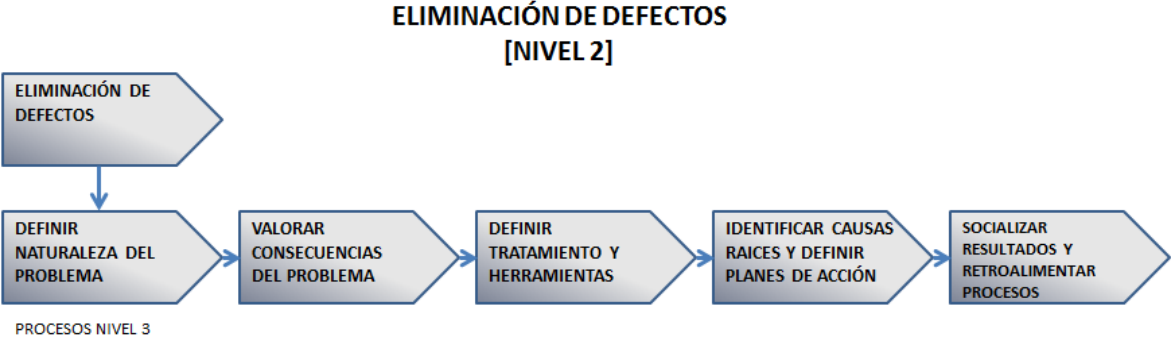 ELIMINACIÓN DE DEFECTOS
[NIVEL 2]
ELIMINACIÓN DE
DEFECTOS
DEFINIR
NATURALEZA DEL
PROBLEMA
VALORAR
CONSECUENCIAS
DEL PROBLEMA
DEFINIR
TRATAMIENTO Y
HERRAMIENTAS
IDENTIFICAR CAUSAS
RAICES Y DEFINIR
PLANES DE ACCIÓN
SOCIALIZAR
RESULTADOS Y
RETROALIMENTAR
PROCESOS
PROCESOS NIVEL 3